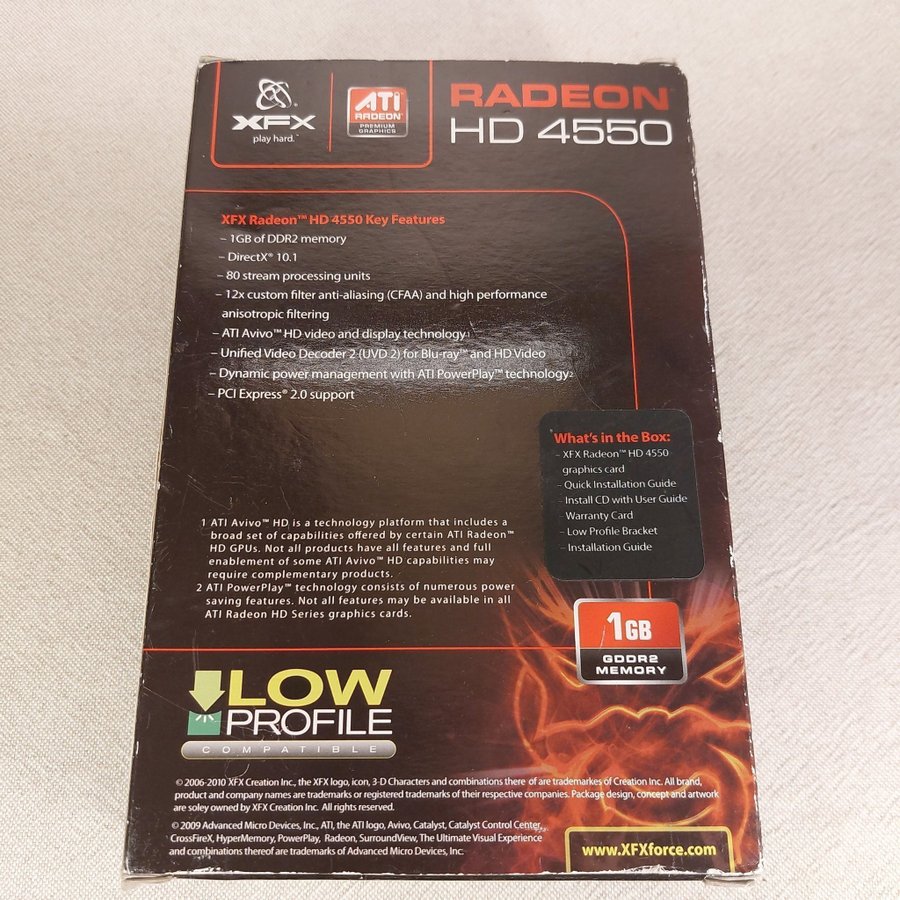 XFX®
play hard.
ATI
RADEON™
PREMIUM
GRAPHICS
RADEON
HD 4550
XFX Radeon™ HD 4550 Key Features
– 1GB of DDR2 memory
– DirectX® 10.1
– 80 stream processing units
– 12x custom filter anti-aliasing (CFAA) and high performance
anisotropic filtering
– ATI Avivo™ HD video and display technology1
– Unified Video Decoder 2 (UVD 2) for Blu-ray™ and HD Video
– Dynamic power management with ATI PowerPlay™ technology2
– PCI Express® 2.0 support
What's in the Box:
– XFX Radeon™ HD 4550
graphics card
– Quick Installation Guide
– Install CD with User Guide
– Warranty Card
– Low Profile Bracket
– Installation Guide
1 ATI Avivo™ HD is a technology platform that includes a
broad set of capabilities offered by certain ATI Radeon™
HD GPUs. Not all products have all features and full
enablement of some ATI Avivo™ HD capabilities may
require complementary products.
2 ATI PowerPlay™ technology consists of numerous power
saving features. Not all features may be available in all
ATI Radeon HD Series graphics cards.
1GB
GDDR2
MEMORY
LOW
PROFILE
COMPATIBLE
© 2006-2010 XFX Creation Inc., the XFX logo, icon, 3-D Characters and combinations there of are trademarkes of Creation Inc. All brand,
product and company names are trademarks or registered trademarks of their respective companies. Package design, concept and artwork
are soley owned by XFX Creation Inc. All rights reserved.
© 2009 Advanced Micro Devices, Inc., ATI, the ATI logo, Avivo, Catalyst, Catalyst Control Center,
CrossFireX, HyperMemory, PowerPlay, Radeon, SurroundView, The Ultimate Visual Experience
and combinations thereof are trademarks of Advanced Micro Devices, Inc.
www.XFXforce.com